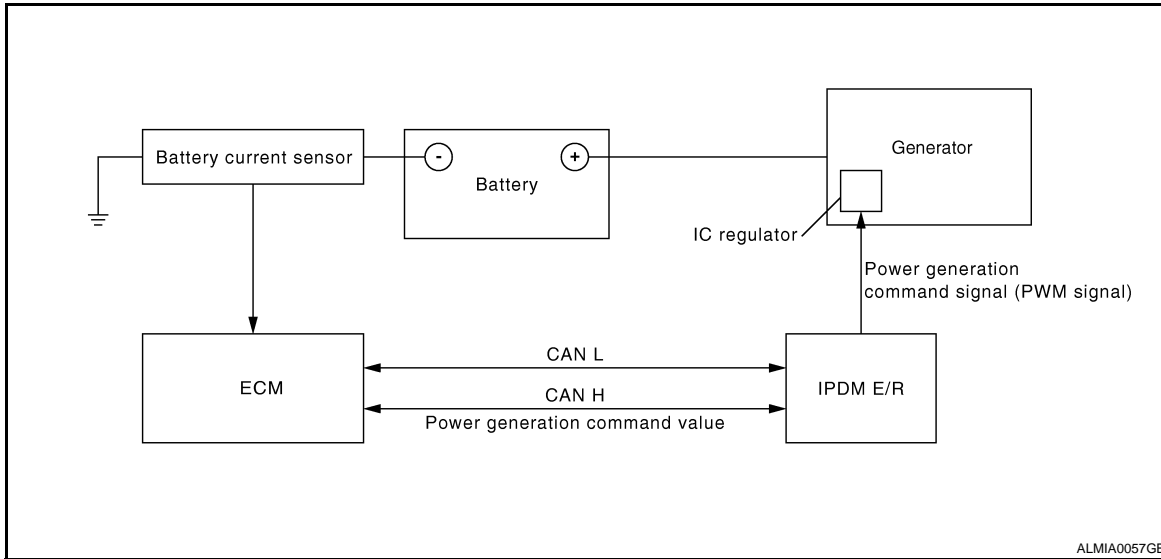 Generator
Battery current sensor
-
+
Battery
IC regulator
Power generation
command signal (PWM signal)
ECM
CAN L
CAN H
Power generation command value
IPDM E/R